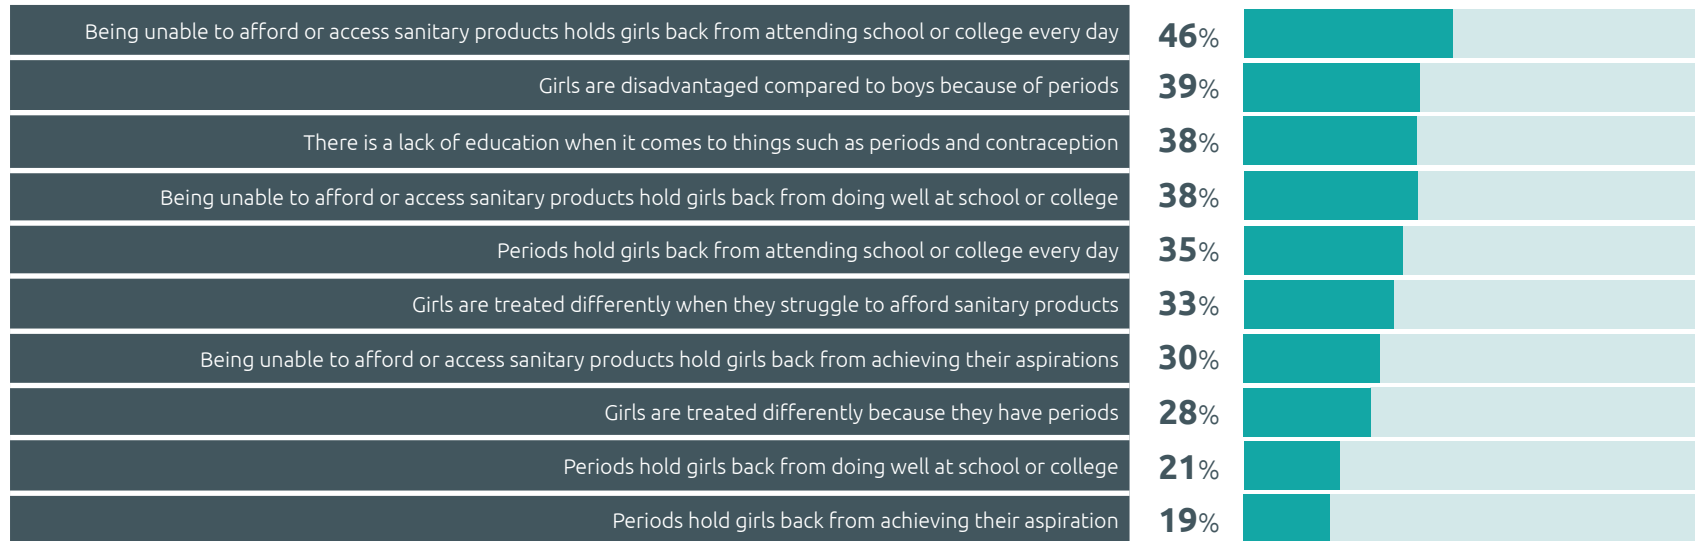 Being unable to afford or access sanitary products holds girls back from attending school or college every day 46%
Girls are disadvantaged compared to boys because of periods 39%
There is a lack of education when it comes to things such as periods and contraception 38%
Being unable to afford or access sanitary products hold girls back from doing well at school or college 38%
Periods hold girls back from attending school or college every day 35%
Girls are treated differently when they struggle to afford sanitary products 33%
Being unable to afford or access sanitary products hold girls back from achieving their aspirations 30%
Girls are treated differently because they have periods 28%
Periods hold girls back from doing well at school or college 21%
Periods hold girls back from achieving their aspiration 19%